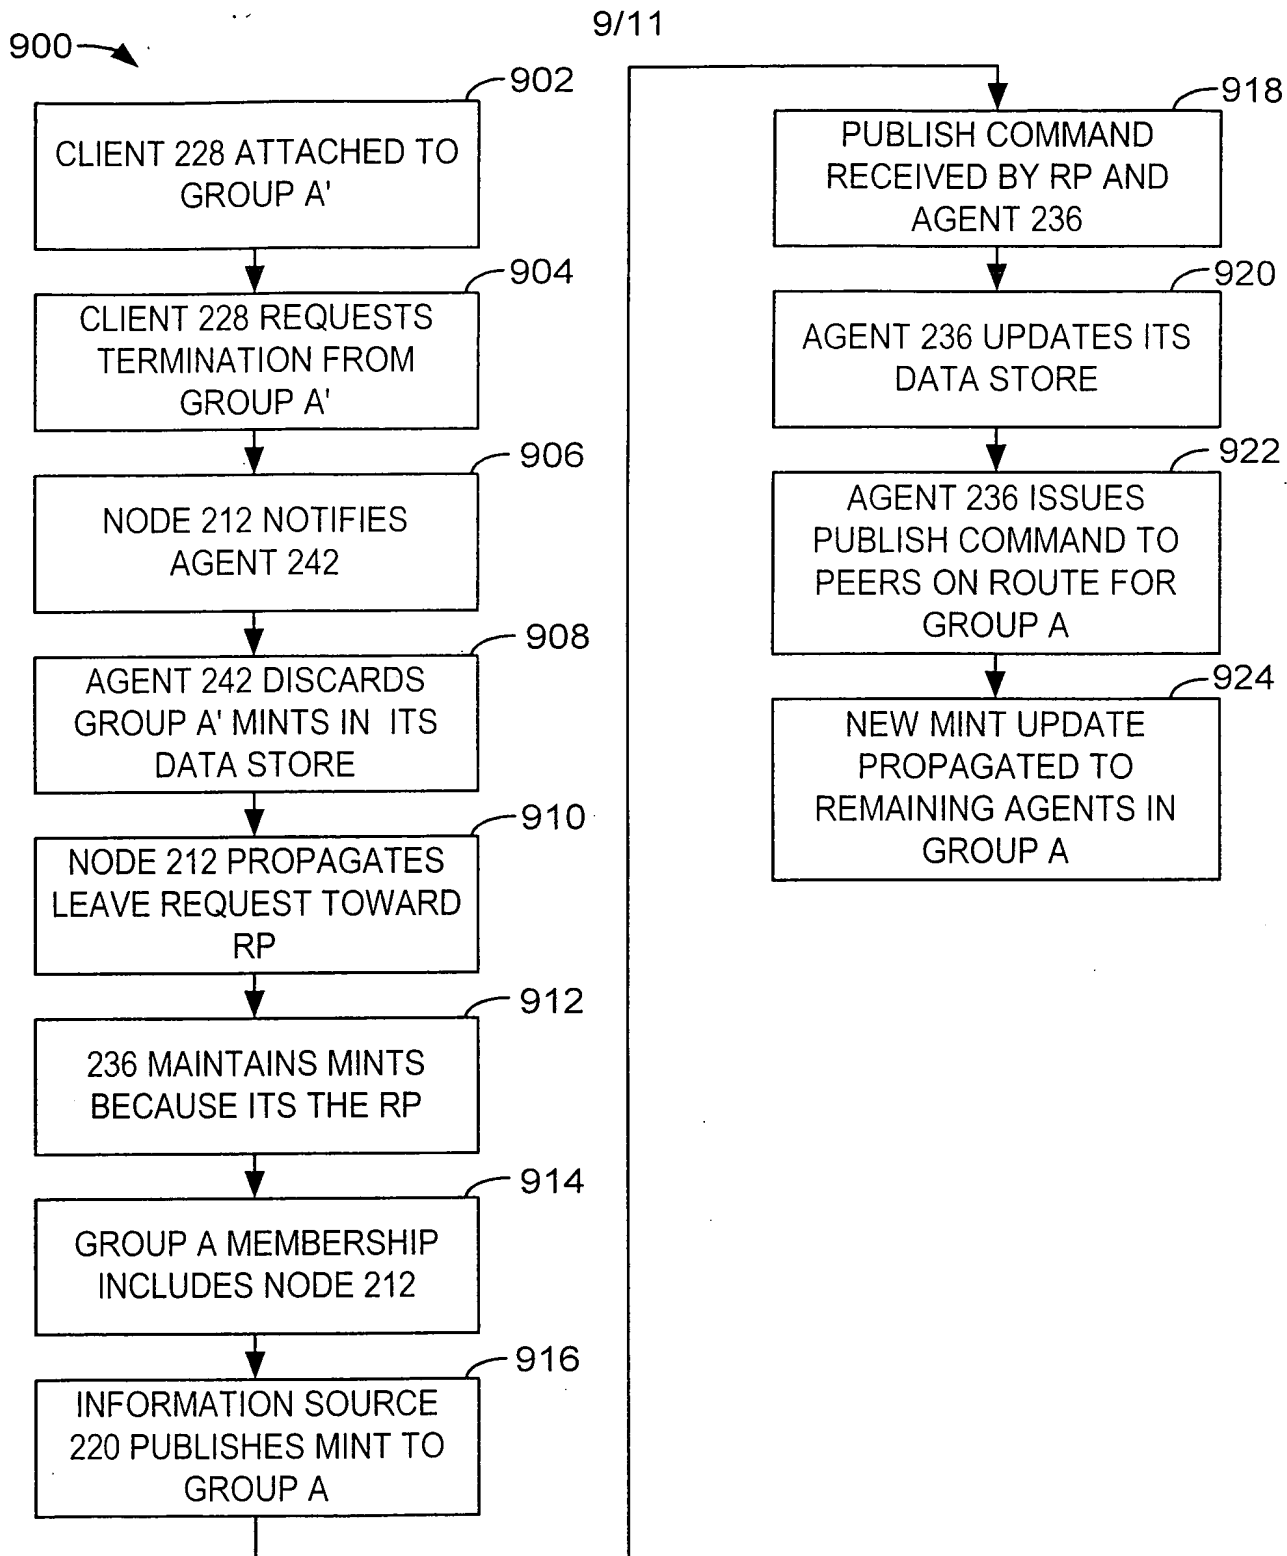 9/11
900
902
CLIENT 228 ATTACHED TO
GROUP A'
904
CLIENT 228 REQUESTS
TERMINATION FROM
GROUP A'
906
NODE 212 NOTIFIES
AGENT 242
908
AGENT 242 DISCARDS
GROUP A' MINTS IN ITS
DATA STORE
910
NODE 212 PROPAGATES
LEAVE REQUEST TOWARD
RP
912
236 MAINTAINS MINTS
BECAUSE ITS THE RP
914
GROUP A MEMBERSHIP
INCLUDES NODE 212
916
INFORMATION SOURCE
220 PUBLISHES MINT TO
GROUP A
918
PUBLISH COMMAND
RECEIVED BY RP AND
AGENT 236
920
AGENT 236 UPDATES ITS
DATA STORE
922
AGENT 236 ISSUES
PUBLISH COMMAND TO
PEERS ON ROUTE FOR
GROUP A
924
NEW MINT UPDATE
PROPAGATED TO
REMAINING AGENTS IN
GROUP A